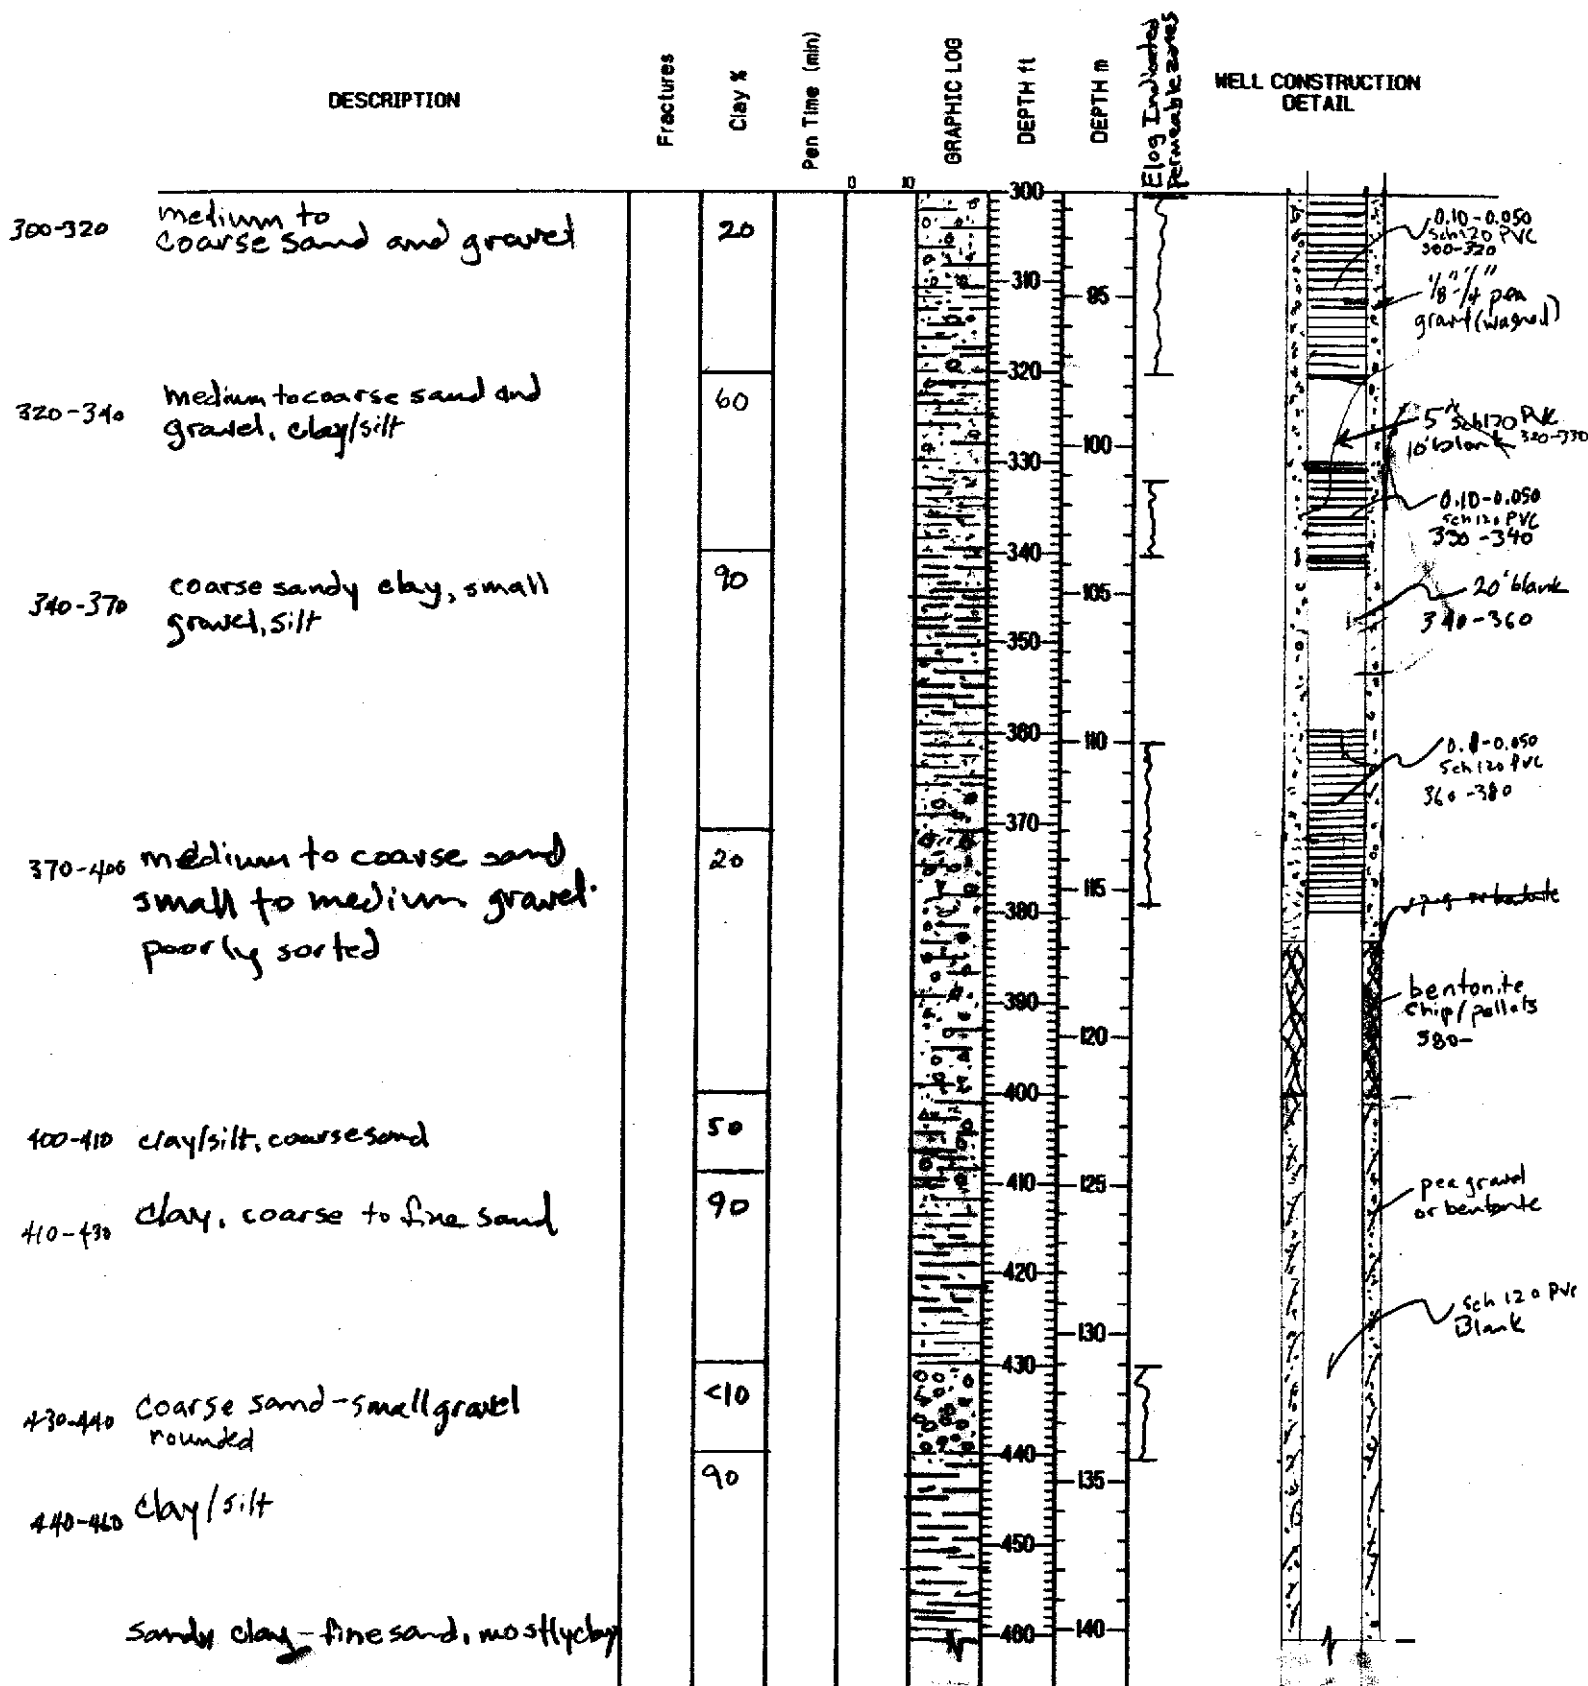 DESCRIPTION
Fractures
Clay %
Pen Time (min)
0 10
GRAPHIC LOG
DEPTH ft
DEPTH m
Elog Indicated
Permeable zones
WELL CONSTRUCTION
DETAIL
300-320 medium to
coarse sand and gravel
20
320-340 medium to coarse sand and
gravel, clay/silt
60
340-370 coarse sandy clay, small
gravel, silt
90
370-400 medium to coarse sand
small to medium gravel.
poorly sorted
20
400-410 clay/silt, coarse sand
50
410-430 clay, coarse to fine sand
90
430-440 coarse sand - small gravel
rounded
<10
440-460 clay/silt
90
sandy clay - fine sand, mostly clay
300
310
320
330
340
350
360
370
380
390
400
410
420
430
440
450
460
95
100
105
110
115
120
125
130
135
140
0.10-0.050
Sch 120 PVC
300-320
1/8"-1/4" pea
gravel
5" Sch 120 PVC
10' blank 320-330
0.10-0.050
Sch 120 PVC
330-340
20' blank
340-360
0.1-0.050
Sch 120 PVC
360-380
or bentonite
bentonite
chip/pellets
380-
pea gravel
or bentonite
Sch 120 PVC
Blank